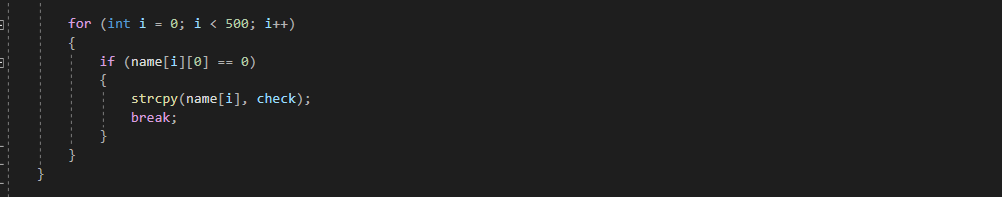 for (int i = 0; i < 500; i++)
{
if (name[i][0] == 0)
{
strcpy(name[i], check);
break;
}
}
}